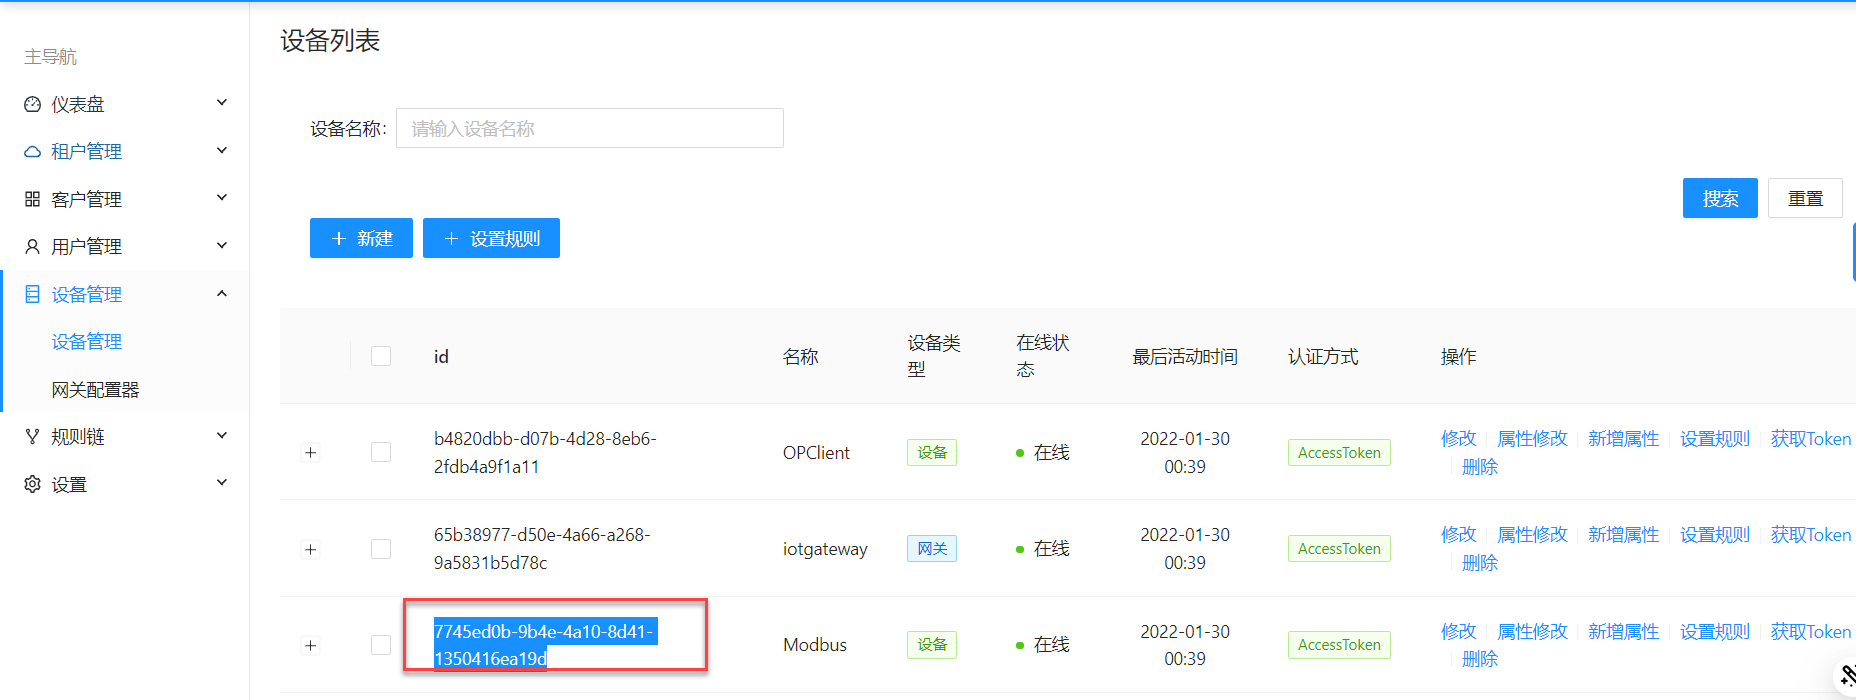 设备列表
主导航
仪表盘
租户管理
客户管理
用户管理
设备管理
设备管理
网关配置器
规则链
设置
设备名称: 请输入设备名称
搜索 重置
新建 设置规则
id 名称 设备类型 在线状态 最后活动时间 认证方式 操作
b4820dbb-d07b-4d28-8eb6-
2fdb4a9f1a11
OPClient 设备 在线
2022-01-30
00:39
AccessToken
修改 属性修改 新增属性 设置规则 获取Token
删除
65b38977-d50e-4a66-a268-
9a5831b5d78c
iotgateway 网关 在线
2022-01-30
00:39
AccessToken
修改 属性修改 新增属性 设置规则 获取Token
删除
7745ed0b-9b4e-4a10-8d41-
1350416ea19d
Modbus 设备 在线
2022-01-30
00:39
AccessToken
修改 属性修改 新增属性 设置规则 获取Token
删除